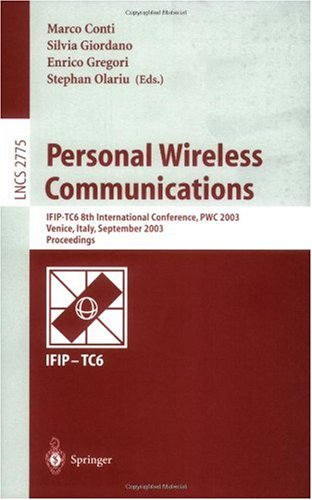 Marco Conti
Silvia Giordano
Enrico Gregori
Stephan Olariu (Eds.)
LNCS 2775
Personal Wireless
Communications
IFIP-TC6 8th International Conference, PWC 2003
Venice, Italy, September 2003
Proceedings
IFIP – TC6
Springer